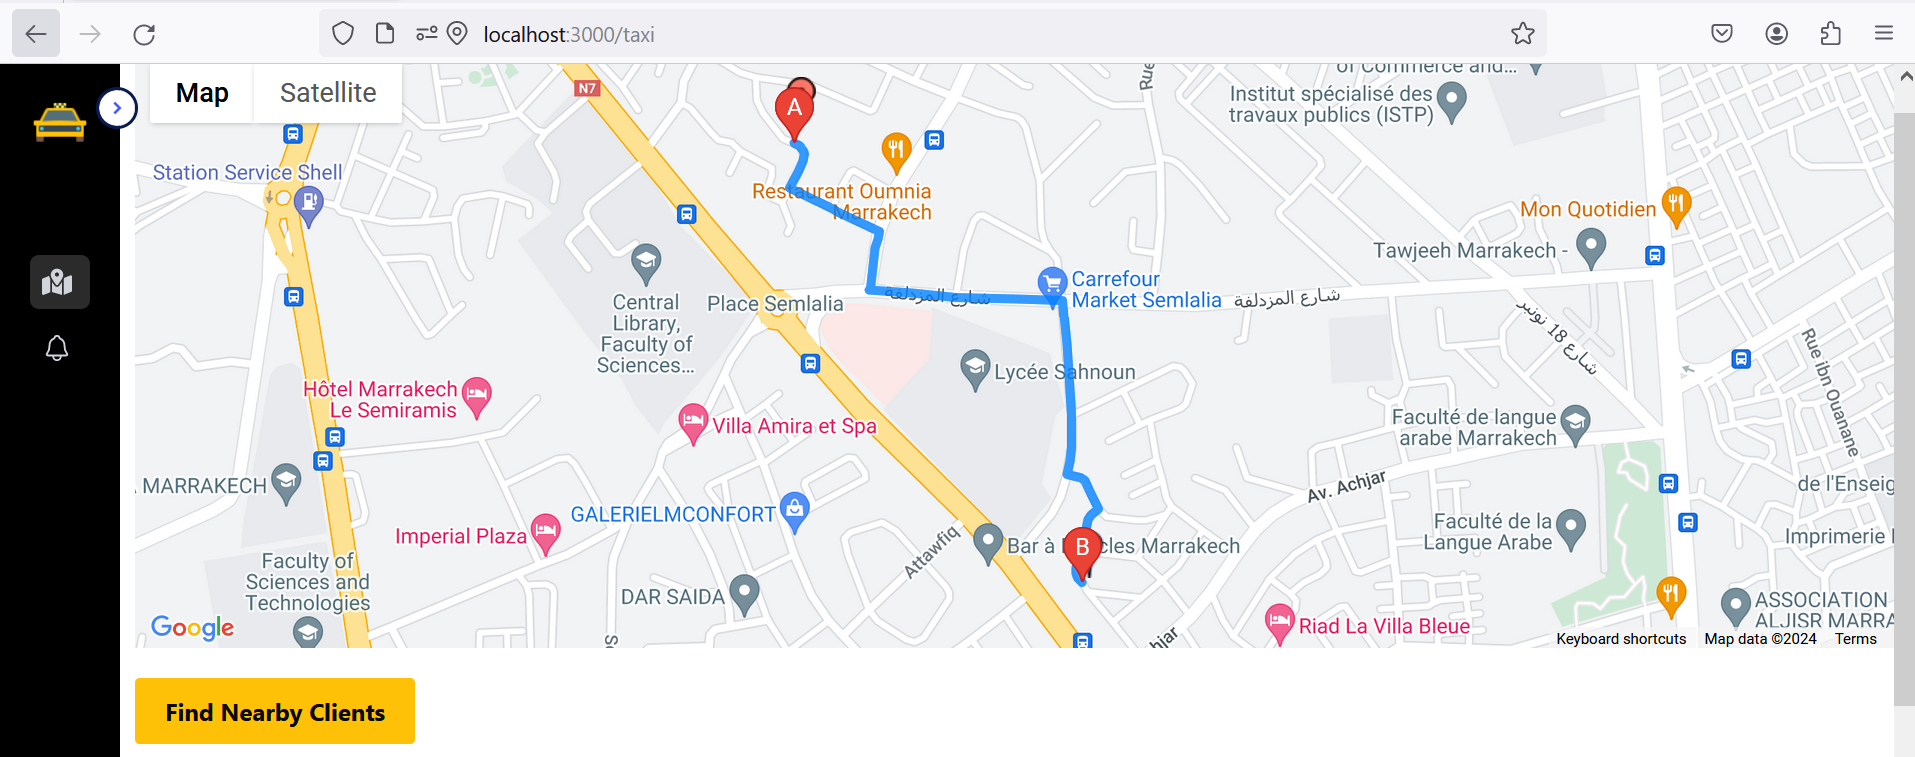 localhost:3000/taxi
Map
Satellite
N7
A
of Commerce and...
Institut spécialisé des
travaux publics (ISTP)
Rue
Station Service Shell
Restaurant Oumnia
Marrakech
Mon Quotidien
Tawjeeh Marrakech -
Central
Library,
Faculty of
Sciences...
Place Semlalia
شارع المزدلفة
Carrefour
Market Semlalia
شارع المزدلفة
شارع 18 نونبر
Rue ibn Ouanane
Lycée Sahnoun
Hôtel Marrakech
Le Semiramis
Villa Amira et Spa
Faculté de langue
arabe Marrakech
MARRAKECH
GALERIELMCONFORT
Av. Achjar
de l'Enseig
Imperial Plaza
Attawfiq
Bar à
cles Marrakech
B
Faculté de la
Langue Arabe
Imprimerie
Faculty of
Sciences and
Technologies
DAR SAIDA
Riad La Villa Bleue
ASSOCIATION
ALJISR MARRA
Google
hjar
Keyboard shortcuts
Map data ©2024
Terms
Find Nearby Clients